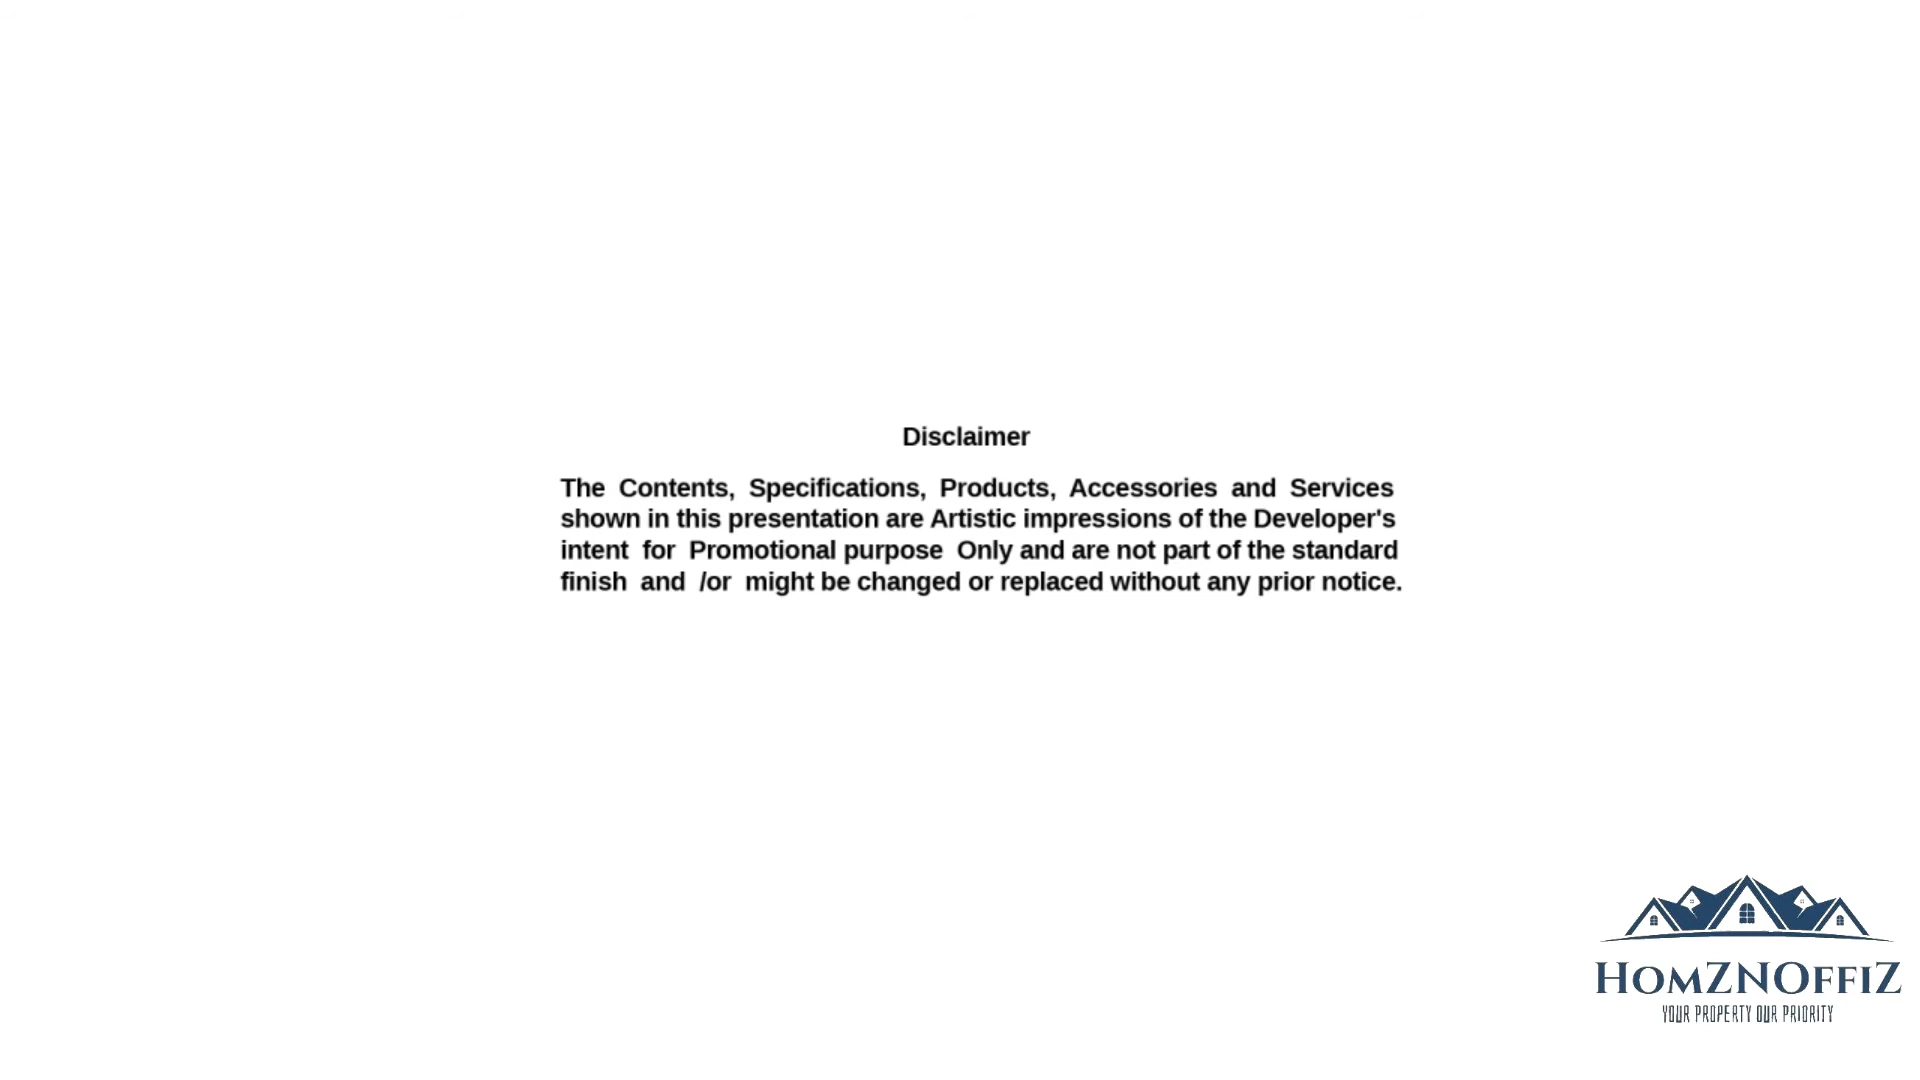 Disclaimer
The Contents, Specifications, Products, Accessories and Services
shown in this presentation are Artistic impressions of the Developer's
intent for Promotional purpose Only and are not part of the standard
finish and /or might be changed or replaced without any prior notice.
HOMZNOFFIZ
YOUR PROPERTY OUR PRIORITY